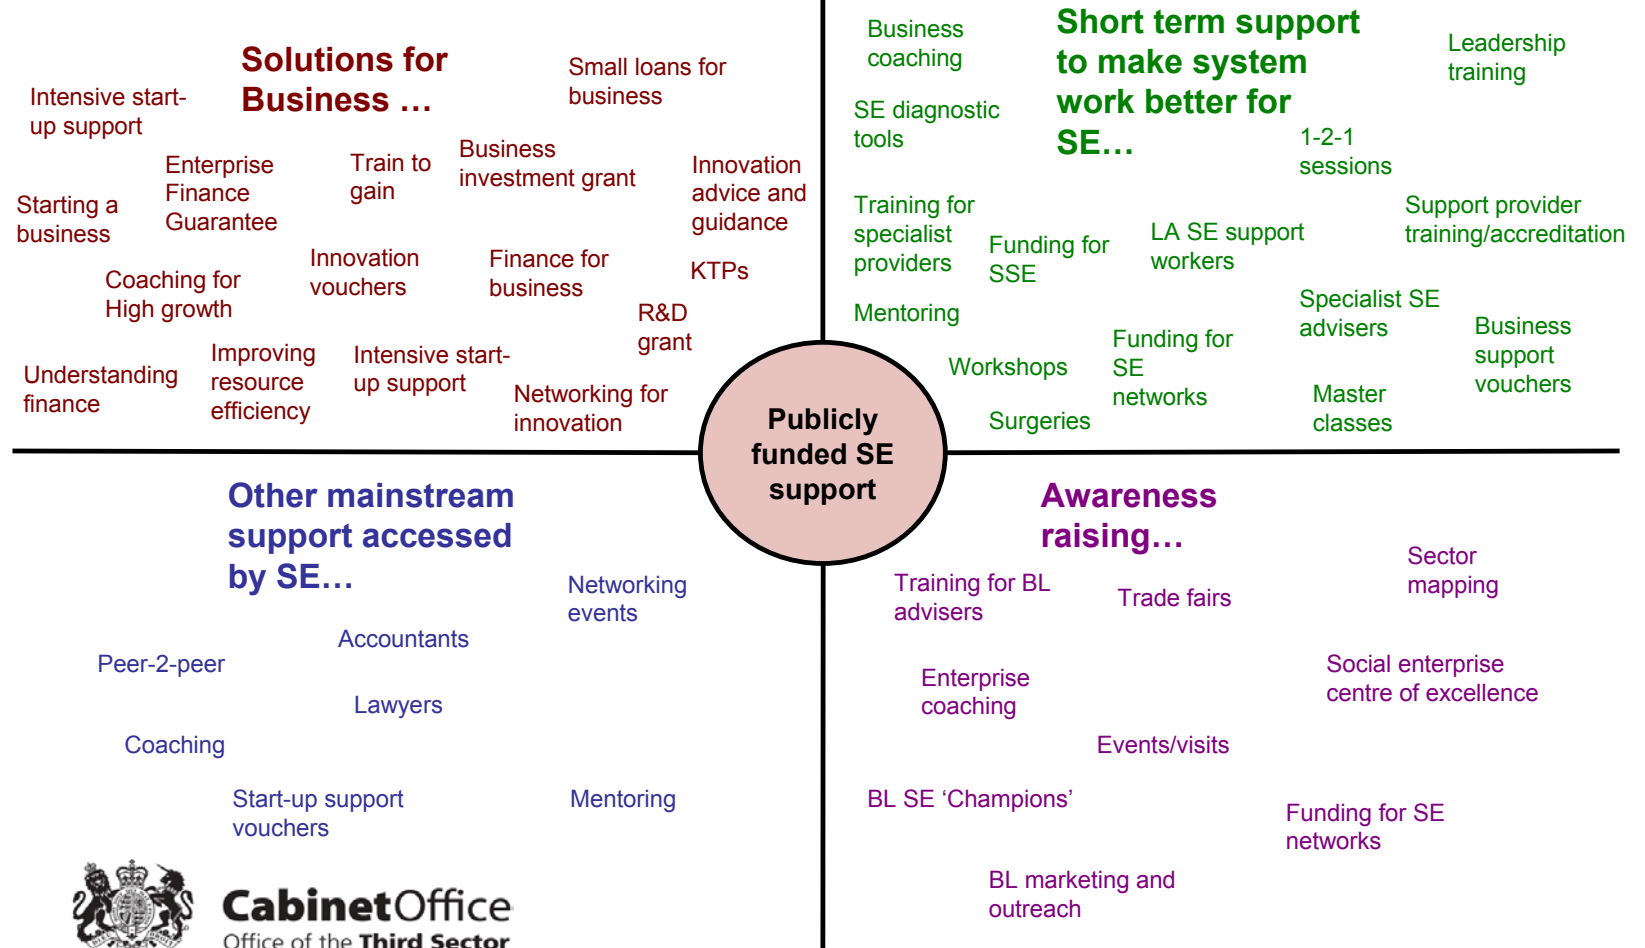 Solutions for
Business …
Small loans for
business
Intensive start-
up support
Enterprise
Finance
Guarantee
Train to
gain
Business
investment grant
Innovation
advice and
guidance
Starting a
business
Innovation
vouchers
Finance for
business
KTPs
Coaching for
High growth
R&D
grant
Understanding
finance
Improving
resource
efficiency
Intensive start-
up support
Networking for
innovation
Short term support
to make system
work better for
SE…
Business
coaching
Leadership
training
SE diagnostic
tools
1-2-1
sessions
Training for
specialist
providers
Funding for
SSE
LA SE support
workers
Support provider
training/accreditation
Mentoring
Specialist SE
advisers
Workshops
Funding for
SE
networks
Business
support
vouchers
Surgeries
Master
classes
Publicly
funded SE
support
Other mainstream
support accessed
by SE…
Networking
events
Accountants
Peer-2-peer
Lawyers
Coaching
Start-up support
vouchers
Mentoring
Awareness
raising…
Sector
mapping
Training for BL
advisers
Trade fairs
Enterprise
coaching
Social enterprise
centre of excellence
Events/visits
BL SE ‘Champions’
Funding for SE
networks
BL marketing and
outreach
CabinetOffice
Office of the Third Sector